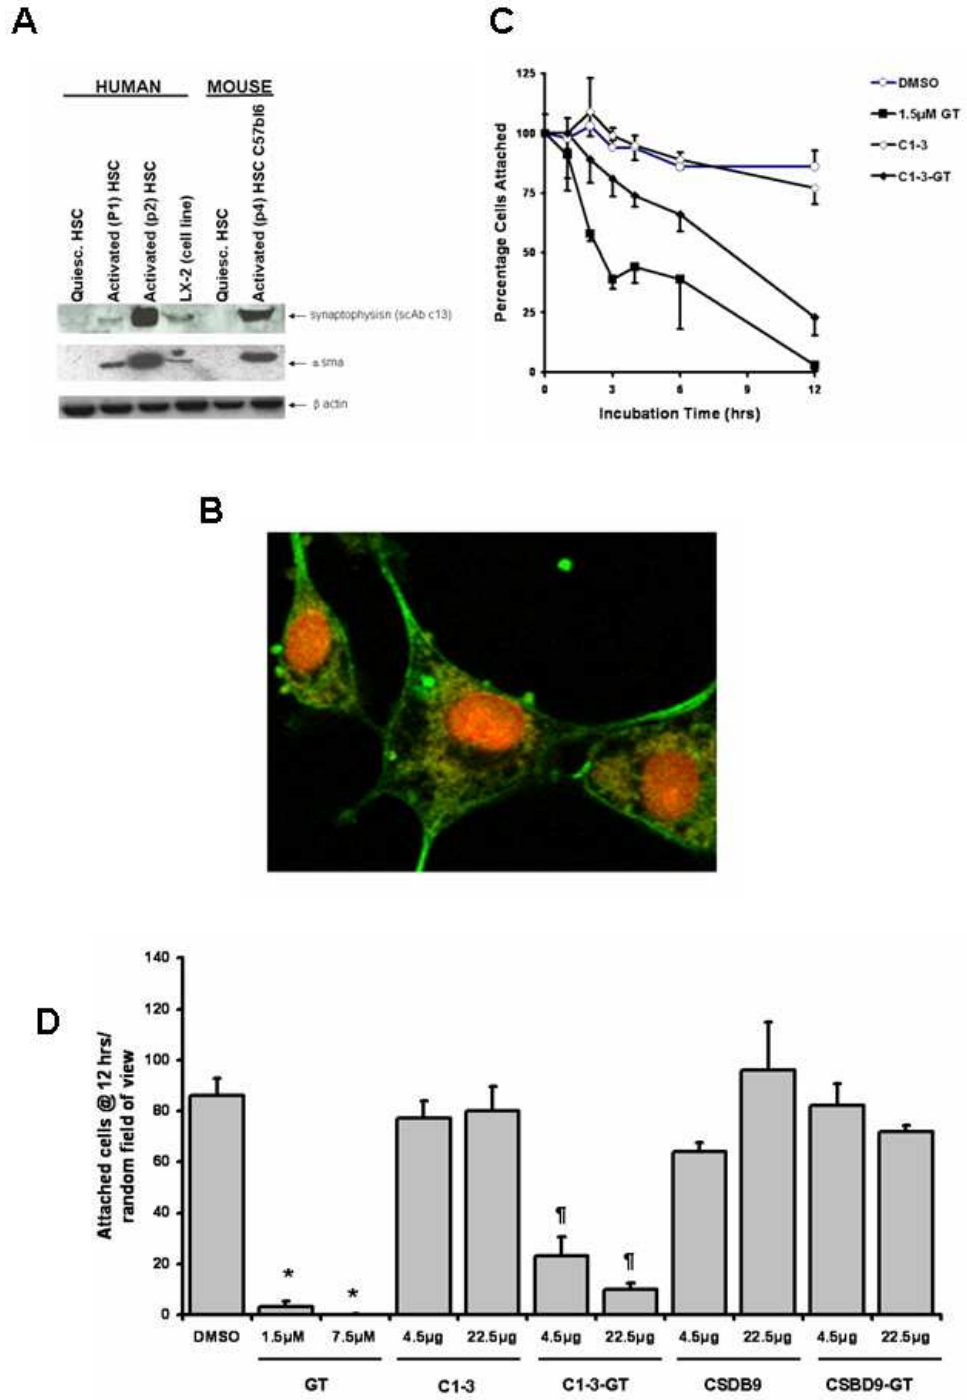 A
HUMAN MOUSE
Quiesc. HSC
Activated (P1) HSC
Activated (p2) HSC
LX-2 (cell line)
Quiesc. HSC
Activated (p4) HSC C57bl6
synaptophysisn (scAb c13)
α sma
β actin
C
125
100
75
50
25
0
Percentage Cells Attached
0 3 6 9 12
Incubation Time (hrs)
DMSO
1.5µM GT
C1-3
C1-3-GT
B
D
Attached cells @ 12 hrs/
random field of view
140
120
100
80
60
40
20
0
* * ¶ ¶
DMSO 1.5µM 7.5µM 4.5µg 22.5µg 4.5µg 22.5µg 4.5µg 22.5µg 4.5µg 22.5µg
GT C1-3 C1-3-GT CSDB9 CSBD9-GT